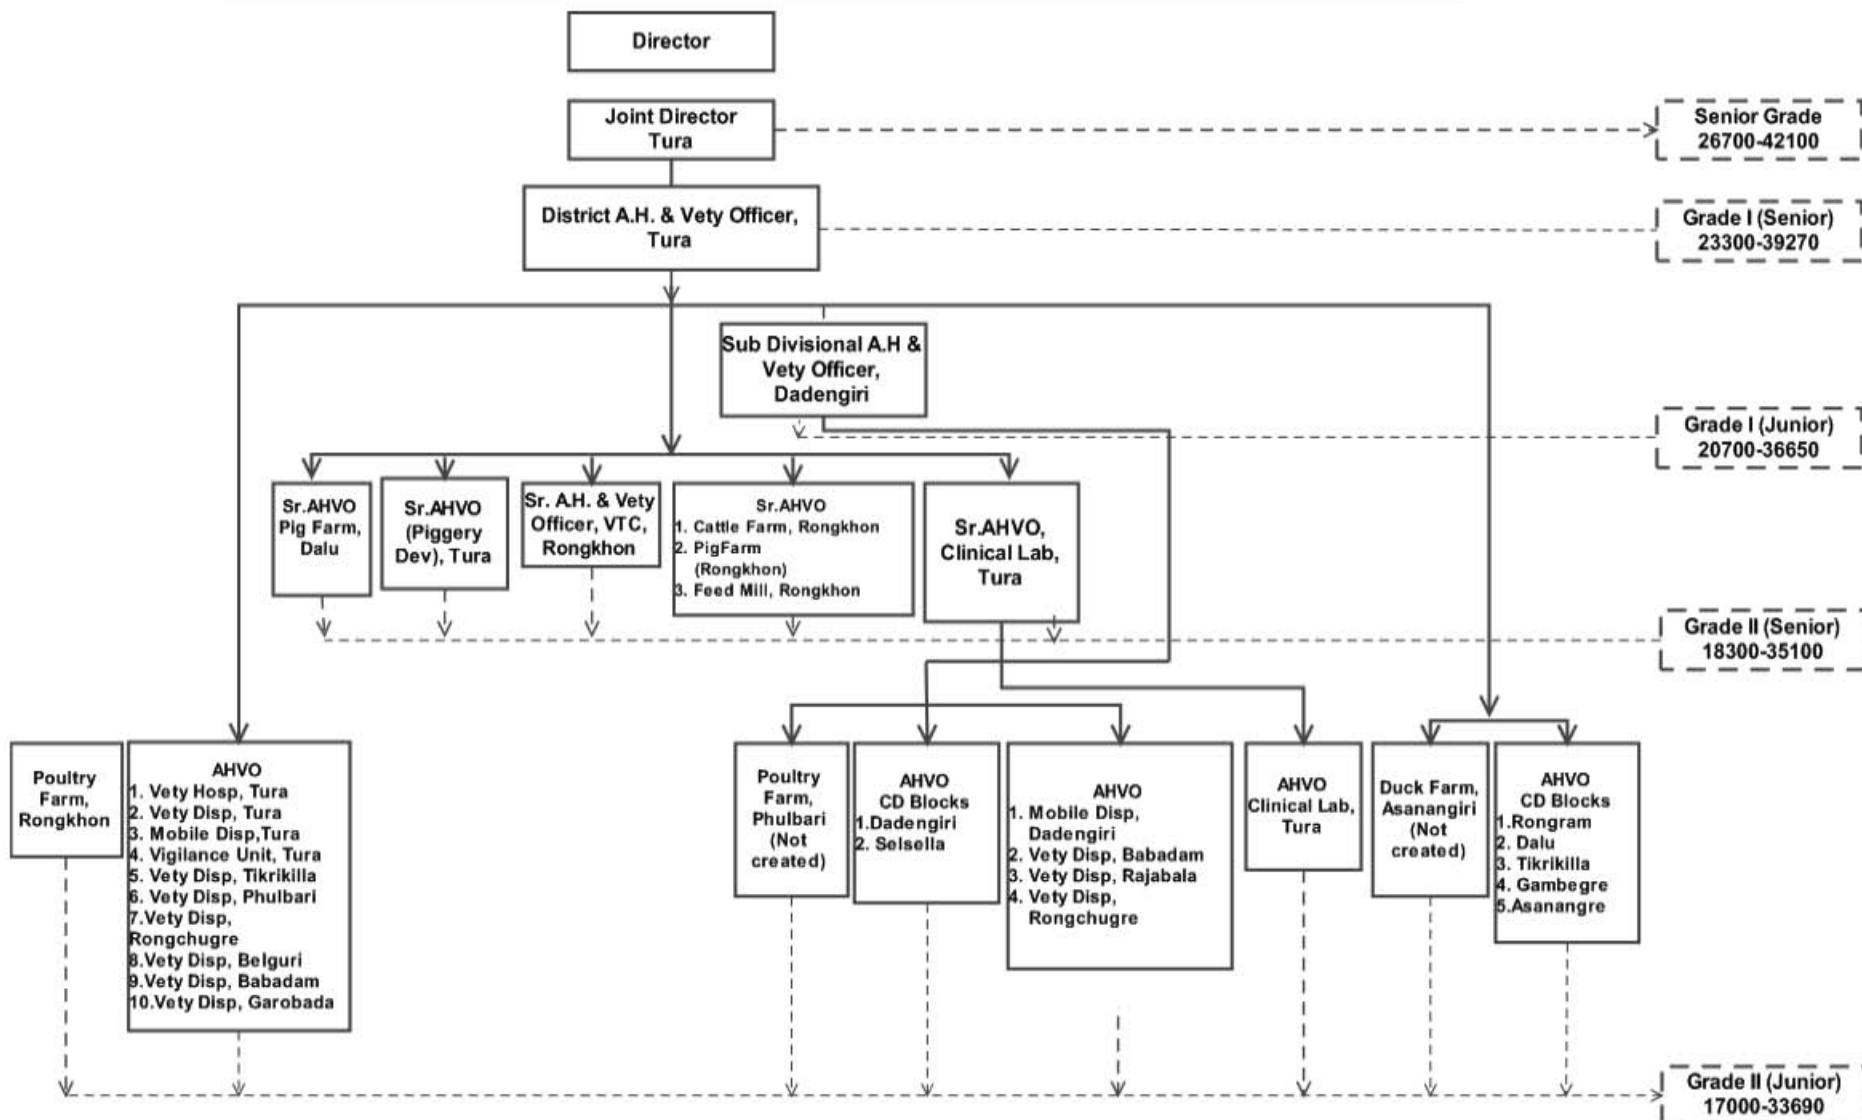 Director
Joint Director
Tura
Senior Grade
26700-42100
District A.H. & Vety Officer,
Tura
Grade I (Senior)
23300-39270
Sub Divisional A.H &
Vety Officer,
Dadengiri
Grade I (Junior)
20700-36650
Sr.AHVO
Pig Farm,
Dalu
Sr.AHVO
(Piggery
Dev), Tura
Sr. A.H. & Vety
Officer, VTC,
Rongkhon
Sr.AHVO
1. Cattle Farm, Rongkhon
2. PigFarm
(Rongkhon)
3. Feed Mill, Rongkhon
Sr.AHVO,
Clinical Lab,
Tura
Grade II (Senior)
18300-35100
Poultry
Farm,
Rongkhon
AHVO
1. Vety Hosp, Tura
2. Vety Disp, Tura
3. Mobile Disp,Tura
4. Vigilance Unit, Tura
5. Vety Disp, Tikrikilla
6. Vety Disp, Phulbari
7.Vety Disp,
Rongchugre
8.Vety Disp, Belguri
9.Vety Disp, Babadam
10.Vety Disp, Garobada
Poultry
Farm,
Phulbari
(Not
created)
AHVO
CD Blocks
1.Dadengiri
2. Selsella
AHVO
1. Mobile Disp,
Dadengiri
2. Vety Disp, Babadam
3. Vety Disp, Rajabala
4. Vety Disp,
Rongchugre
AHVO
Clinical Lab,
Tura
Duck Farm,
Asanangiri
(Not
created)
AHVO
CD Blocks
1.Rongram
2. Dalu
3. Tikrikilla
4. Gambegre
5.Asanangre
Grade II (Junior)
17000-33690